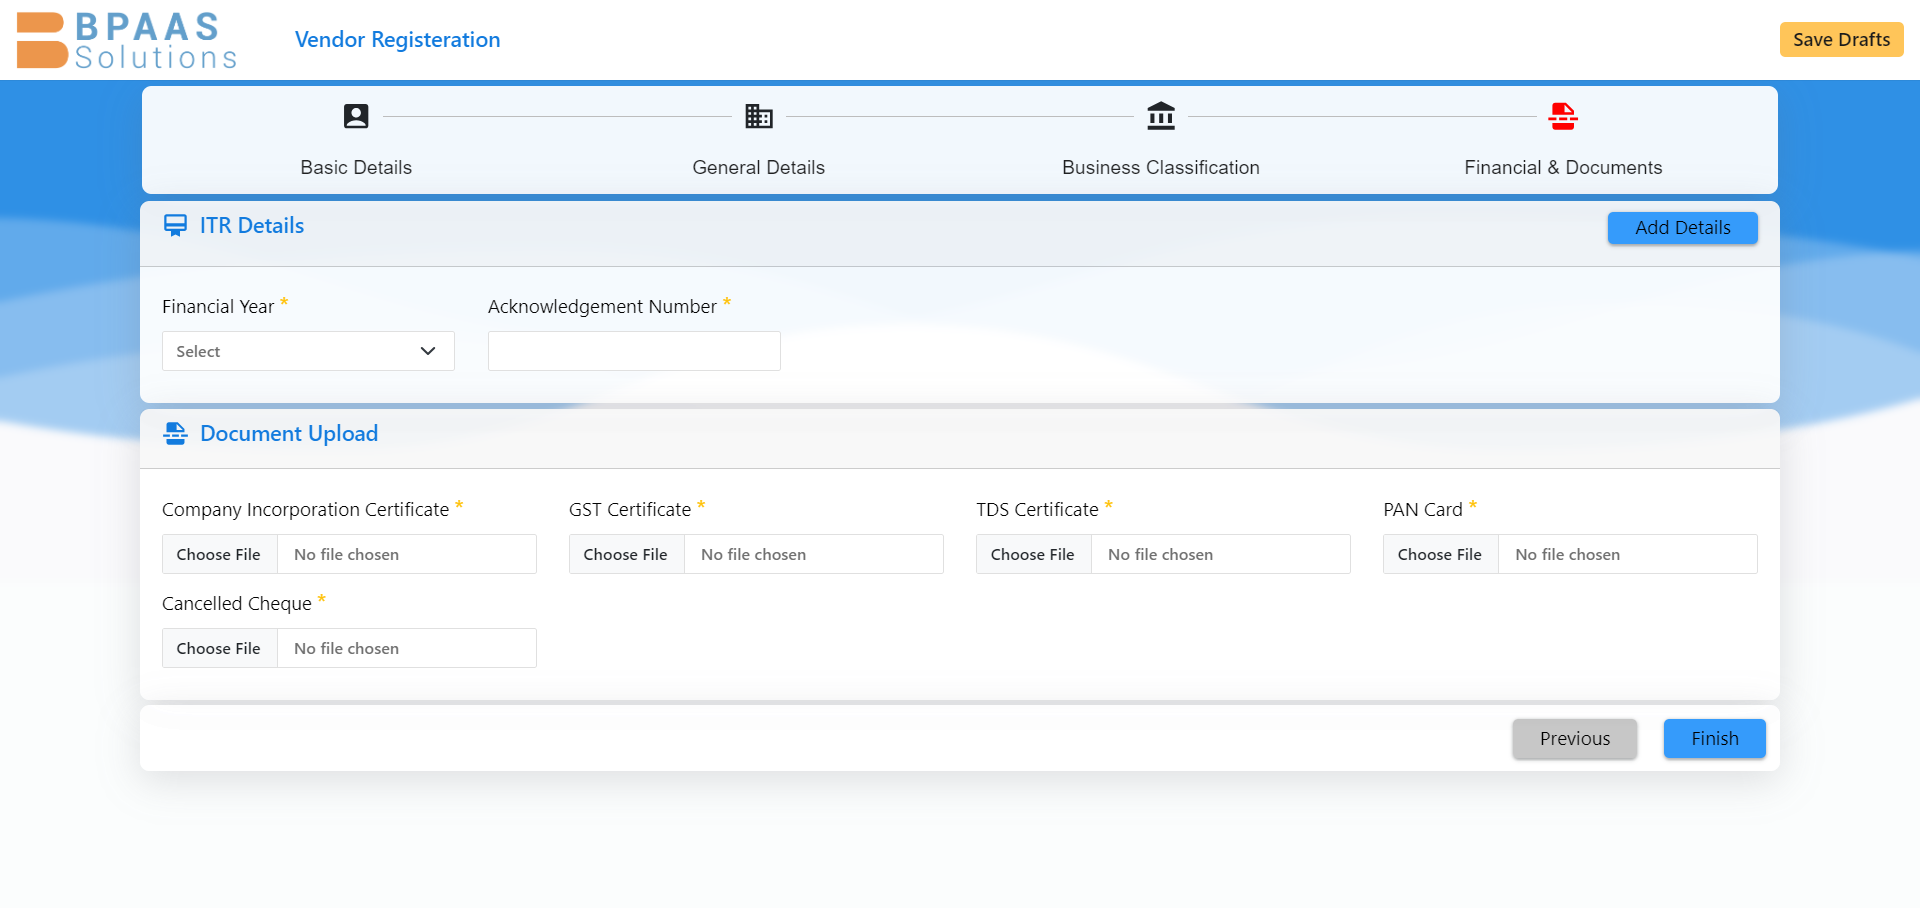 BPAAS
Solutions
Vendor Registeration
Save Drafts
Basic Details
General Details
Business Classification
Financial & Documents
ITR Details
Add Details
Financial Year *
Acknowledgement Number *
Select
Document Upload
Company Incorporation Certificate *
GST Certificate *
TDS Certificate *
PAN Card *
Choose File No file chosen
Choose File No file chosen
Choose File No file chosen
Choose File No file chosen
Cancelled Cheque *
Choose File No file chosen
Previous
Finish